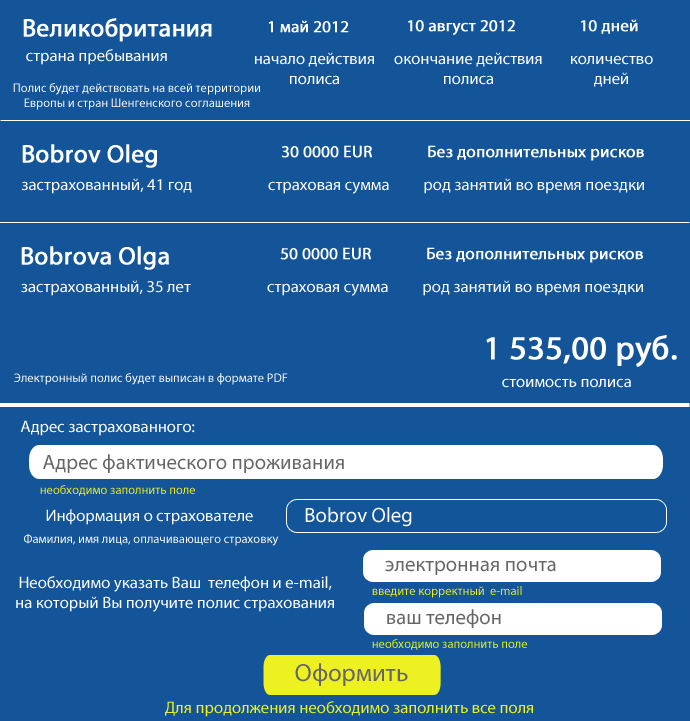 Великобритания
страна пребывания
1 май 2012
начало действия
полиса
10 август 2012
окончание действия
полиса
10 дней
количество
дней
Полис будет действовать на всей территории
Европы и стран Шенгенского соглашения
Bobrov Oleg
застрахованный, 41 год
30 0000 EUR
страховая сумма
Без дополнительных рисков
род занятий во время поездки
Bobrova Olga
застрахованный, 35 лет
50 0000 EUR
страховая сумма
Без дополнительных рисков
род занятий во время поездки
1 535,00 руб.
стоимость полиса
Электронный полис будет выписан в формате PDF
Адрес застрахованного:
Адрес фактического проживания
необходимо заполнить поле
Информация о страхователе
Bobrov Oleg
Фамилия, имя лица, оплачивающего страховку
Необходимо указать Ваш телефон и e-mail,
на который Вы получите полис страхования
электронная почта
введите корректный e-mail
ваш телефон
необходимо заполнить поле
Оформить
Для продолжения необходимо заполнить все поля